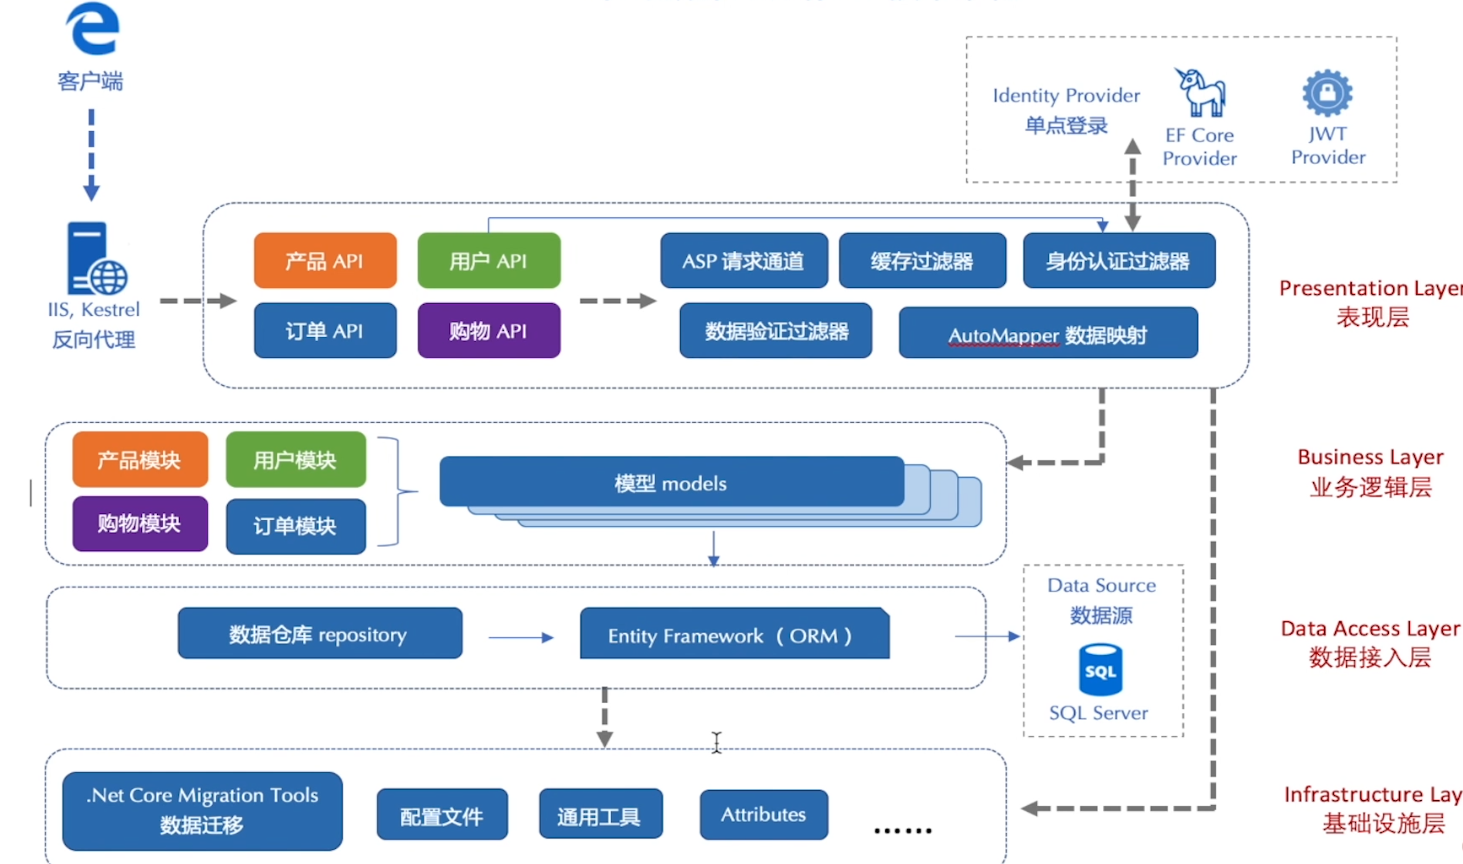 客户端
Identity Provider
单点登录
EF Core
Provider
JWT
Provider
IIS, Kestrel
反向代理
产品 API
用户 API
订单 API
购物 API
ASP 请求通道
缓存过滤器
身份认证过滤器
数据验证过滤器
AutoMapper 数据映射
Presentation Layer
表现层
产品模块
用户模块
购物模块
订单模块
模型 models
Business Layer
业务逻辑层
数据仓库 repository
Entity Framework （ ORM ）
Data Source
数据源
SQL
SQL Server
Data Access Layer
数据接入层
.Net Core Migration Tools
数据迁移
配置文件
通用工具
Attributes
......
Infrastructure Lay
基础设施层